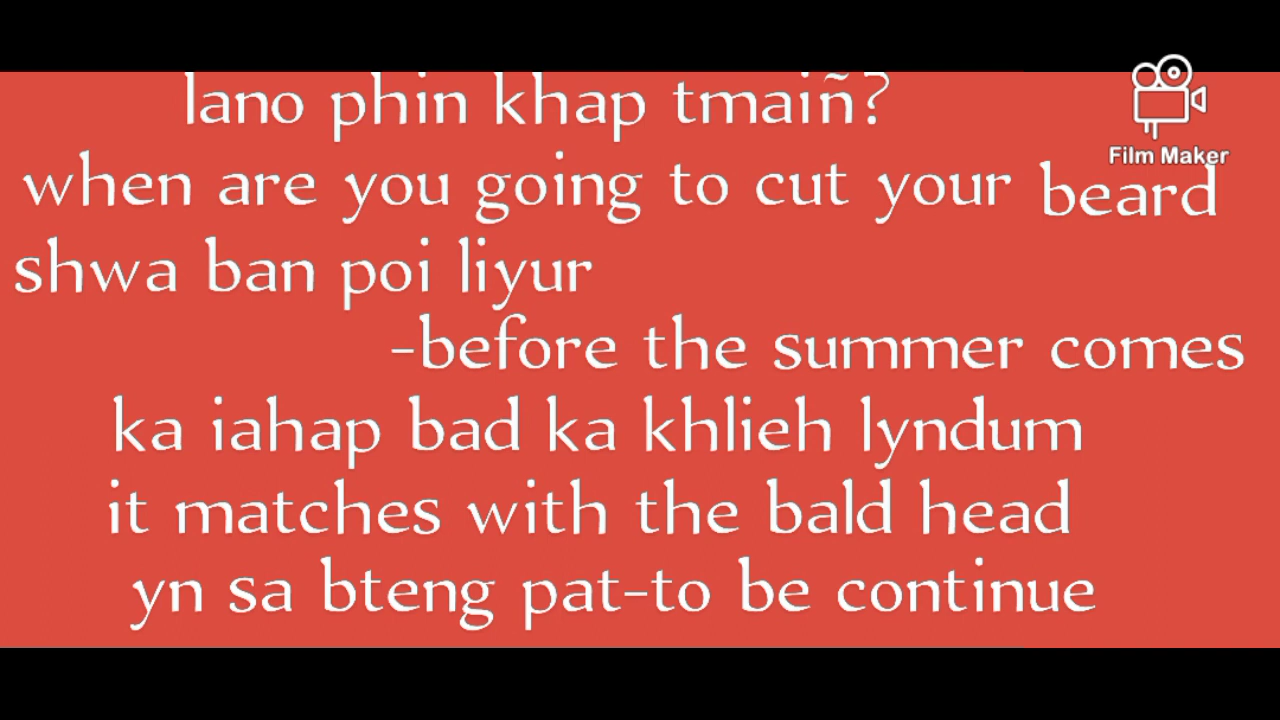 lano phin khap tmaiñ?
Film Maker
when are you going to cut your beard
shwa ban poi liyur
-before the summer comes
ka iahap bad ka khlieh lyndum
it matches with the bald head
yn sa bteng pat-to be continue